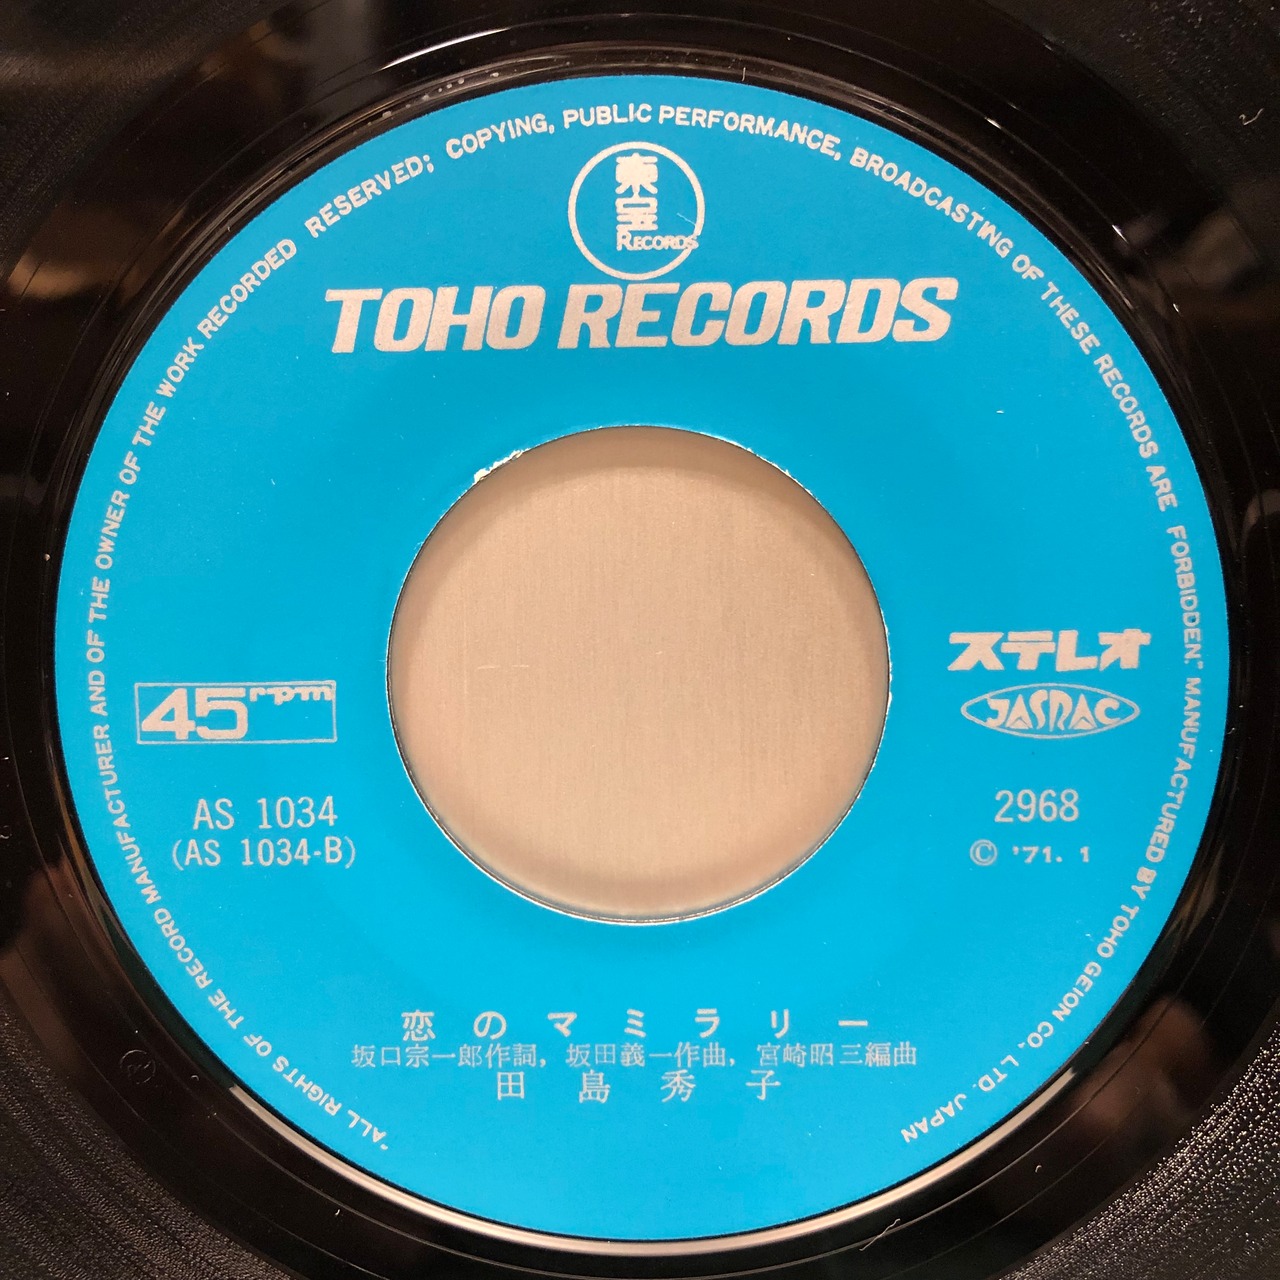 "ALL RIGHTS OF THE RECORD MANUFACTURER AND OF THE OWNER OF THE WORK RECORDED RESERVED; COPYING, PUBLIC PERFORMANCE, BROADCASTING OF THESE RECORDS ARE FORBIDDEN." MANUFACTURED BY TOHO GEION CO., LTD. JAPAN
東宝
RECORDS
TOHO RECORDS
45rpm
AS 1034
(AS 1034-B)
ステレオ
JASRAC
2968
© '71. 1
恋のマミラリー
坂口宗一郎作詞, 坂田義一作曲, 宮崎昭三編曲
田島秀子